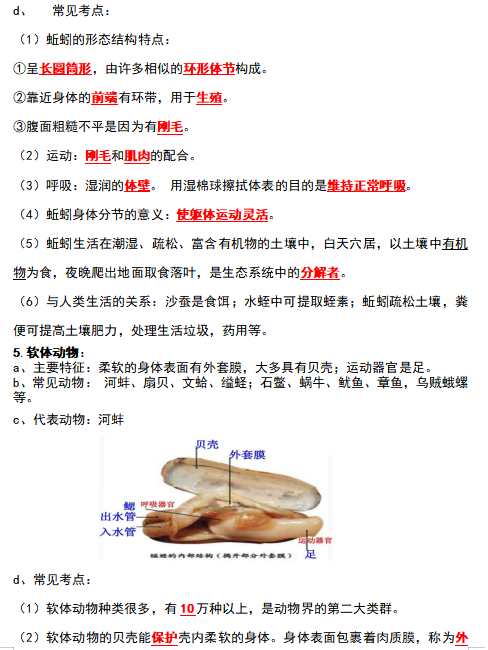 d、 常见考点：
（1）蚯蚓的形态结构特点：
①呈长圆筒形，由许多相似的环形体节构成。
②靠近身体的前端有环带，用于生殖。
③腹面粗糙不平是因为有刚毛。
（2）运动：刚毛和肌肉的配合。
（3）呼吸：湿润的体壁。 用湿棉球擦拭体表的目的是维持正常呼吸。
（4）蚯蚓身体分节的意义：使躯体运动灵活。
（5）蚯蚓生活在潮湿、疏松、富含有机物的土壤中，白天穴居，以土壤中有机
物为食，夜晚爬出地面取食落叶，是生态系统中的分解者。
（6）与人类生活的关系：沙蚕是食饵；水蛭中可提取蛭素；蚯蚓疏松土壤，粪
便可提高土壤肥力，处理生活垃圾，药用等。
5.软体动物：
a、主要特征：柔软的身体表面有外套膜，大多具有贝壳；运动器官是足。
b、常见动物： 河蚌、扇贝、文蛤、缢蛏；石鳖、蜗牛、鱿鱼、章鱼，乌贼蛾螺
等。
c、代表动物：河蚌
贝壳
外套膜
鳃 呼吸器官
出水管
入水管
运动器官
足
缢蛏的内部结构（揭开部分外套膜）
d、常见考点：
（1）软体动物种类很多，有10万种以上，是动物界的第二大类群。
（2）软体动物的贝壳能保护壳内柔软的身体。身体表面包裹着肉质膜，称为外